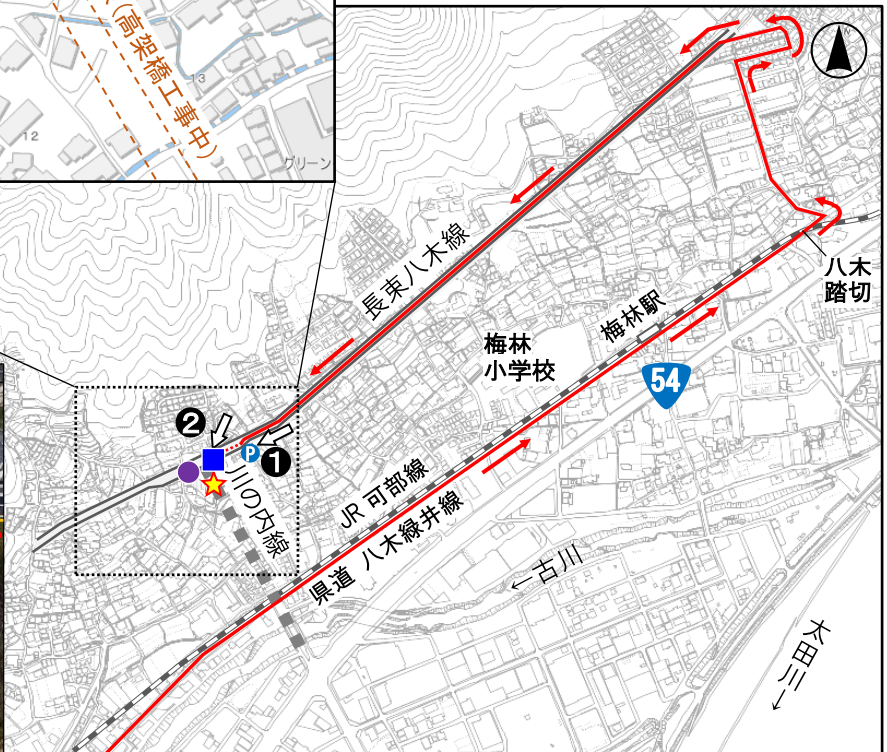 (高架橋工事中)
13
12
グリーン
N
長束八木線
八木
踏切
梅林駅
梅林
小学校
54
❷
P
❶
川の内線
JR 可部線
県道 八木緑井線
←古川
太田川→